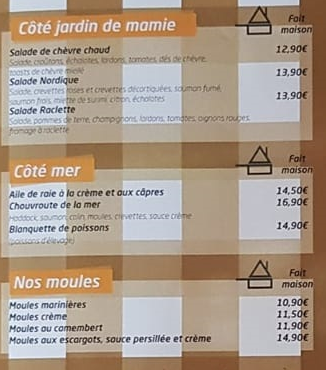 Côté jardin de mamie
Fait
maison
Salade de chèvre chaud 12,90€
Salade, croûtons, échalotes, lardons, tomates, dés de chèvre,
toasts de chèvre miellé
Salade Nordique 13,90€
Salade, crevettes roses et crevettes décortiquées, saumon fumé,
saumon frais, miette de surimi, citron, échalotes
Salade Raclette 13,90€
Salade, pommes de terre, champignons, lardons, tomates, oignons rouges,
fromage à raclette
Côté mer
Fait
maison
Aile de raie à la crème et aux câpres 14,50€
Chouvroute de la mer 16,90€
Haddock, saumon, colin, moules, crevettes, sauce crème
Blanquette de poissons 14,90€
(poissons d'élevage)
Nos moules
Fait
maison
Moules marinières 10,90€
Moules crème 11,50€
Moules au camembert 11,90€
Moules aux escargots, sauce persillée et crème 14,90€